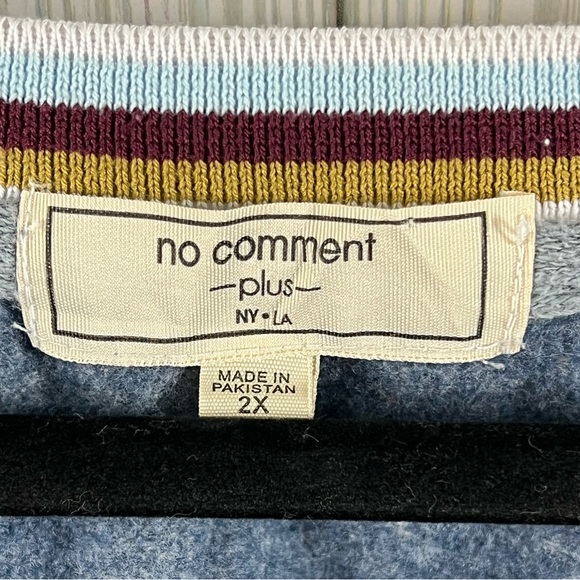 no comment
—plus—
NY • LA
MADE IN
PAKISTAN
2X